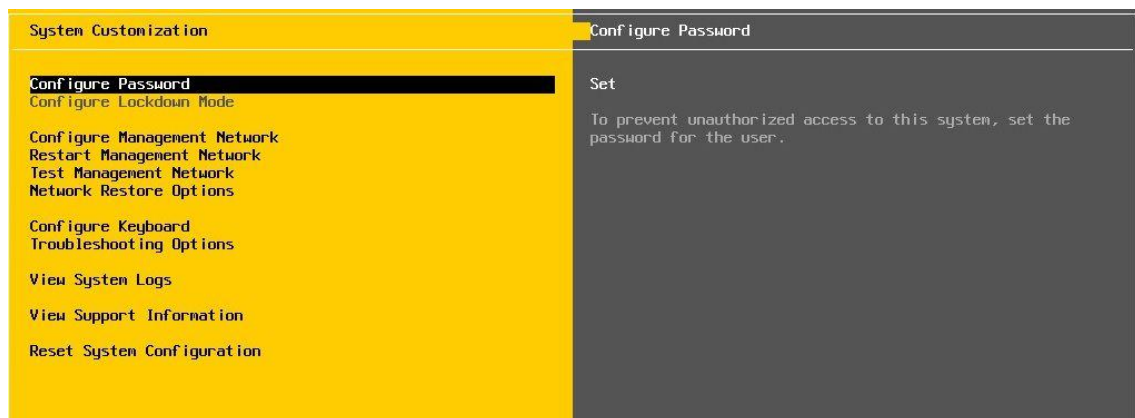 System Customization
Configure Password
Configure Lockdown Mode
Configure Management Network
Restart Management Network
Test Management Network
Network Restore Options
Configure Keyboard
Troubleshooting Options
View System Logs
View Support Information
Reset System Configuration
Configure Password
Set
To prevent unauthorized access to this system, set the
password for the user.